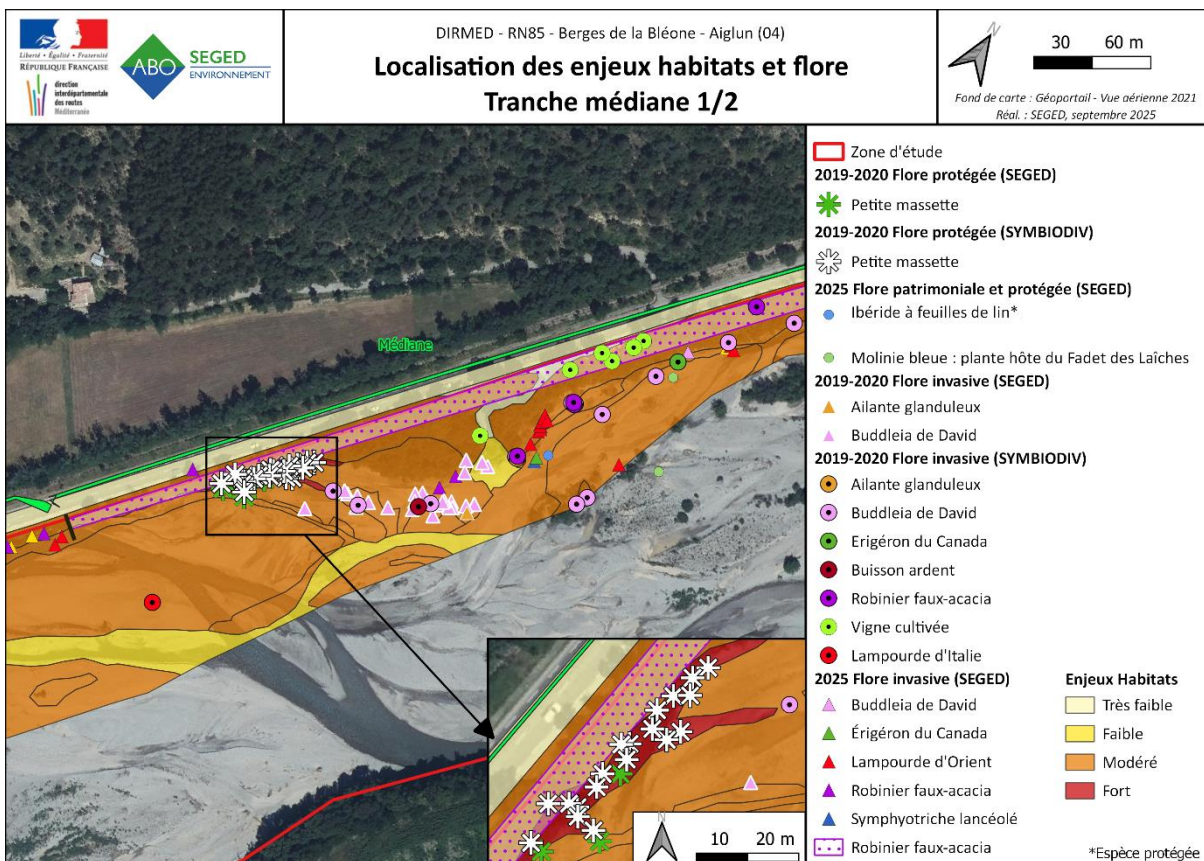 Liberté • Égalité • Fraternité
RÉPUBLIQUE FRANÇAISE
direction
interdépartementale
des routes
Méditerranée
ABO
SEGED
ENVIRONNEMENT
DIRMED - RN85 - Berges de la Bléone - Aiglun (04)
Localisation des enjeux habitats et flore
Tranche médiane 1/2
N
30 60 m
Fond de carte : Géoportail - Vue aérienne 2021
Réal. : SEGED, septembre 2025
Médiane
N
10 20 m
Zone d'étude
2019-2020 Flore protégée (SEGED)
Petite massette
2019-2020 Flore protégée (SYMBIODIV)
Petite massette
2025 Flore patrimoniale et protégée (SEGED)
Ibéride à feuilles de lin*
Molinie bleue : plante hôte du Fadet des Laîches
2019-2020 Flore invasive (SEGED)
Ailante glanduleux
Buddleia de David
2019-2020 Flore invasive (SYMBIODIV)
Ailante glanduleux
Buddleia de David
Erigéron du Canada
Buisson ardent
Robinier faux-acacia
Vigne cultivée
Lampourde d'Italie
2025 Flore invasive (SEGED)
Buddleia de David
Érigéron du Canada
Lampourde d'Orient
Robinier faux-acacia
Symphyotriche lancéolé
Robinier faux-acacia
Enjeux Habitats
Très faible
Faible
Modéré
Fort
*Espèce protégée